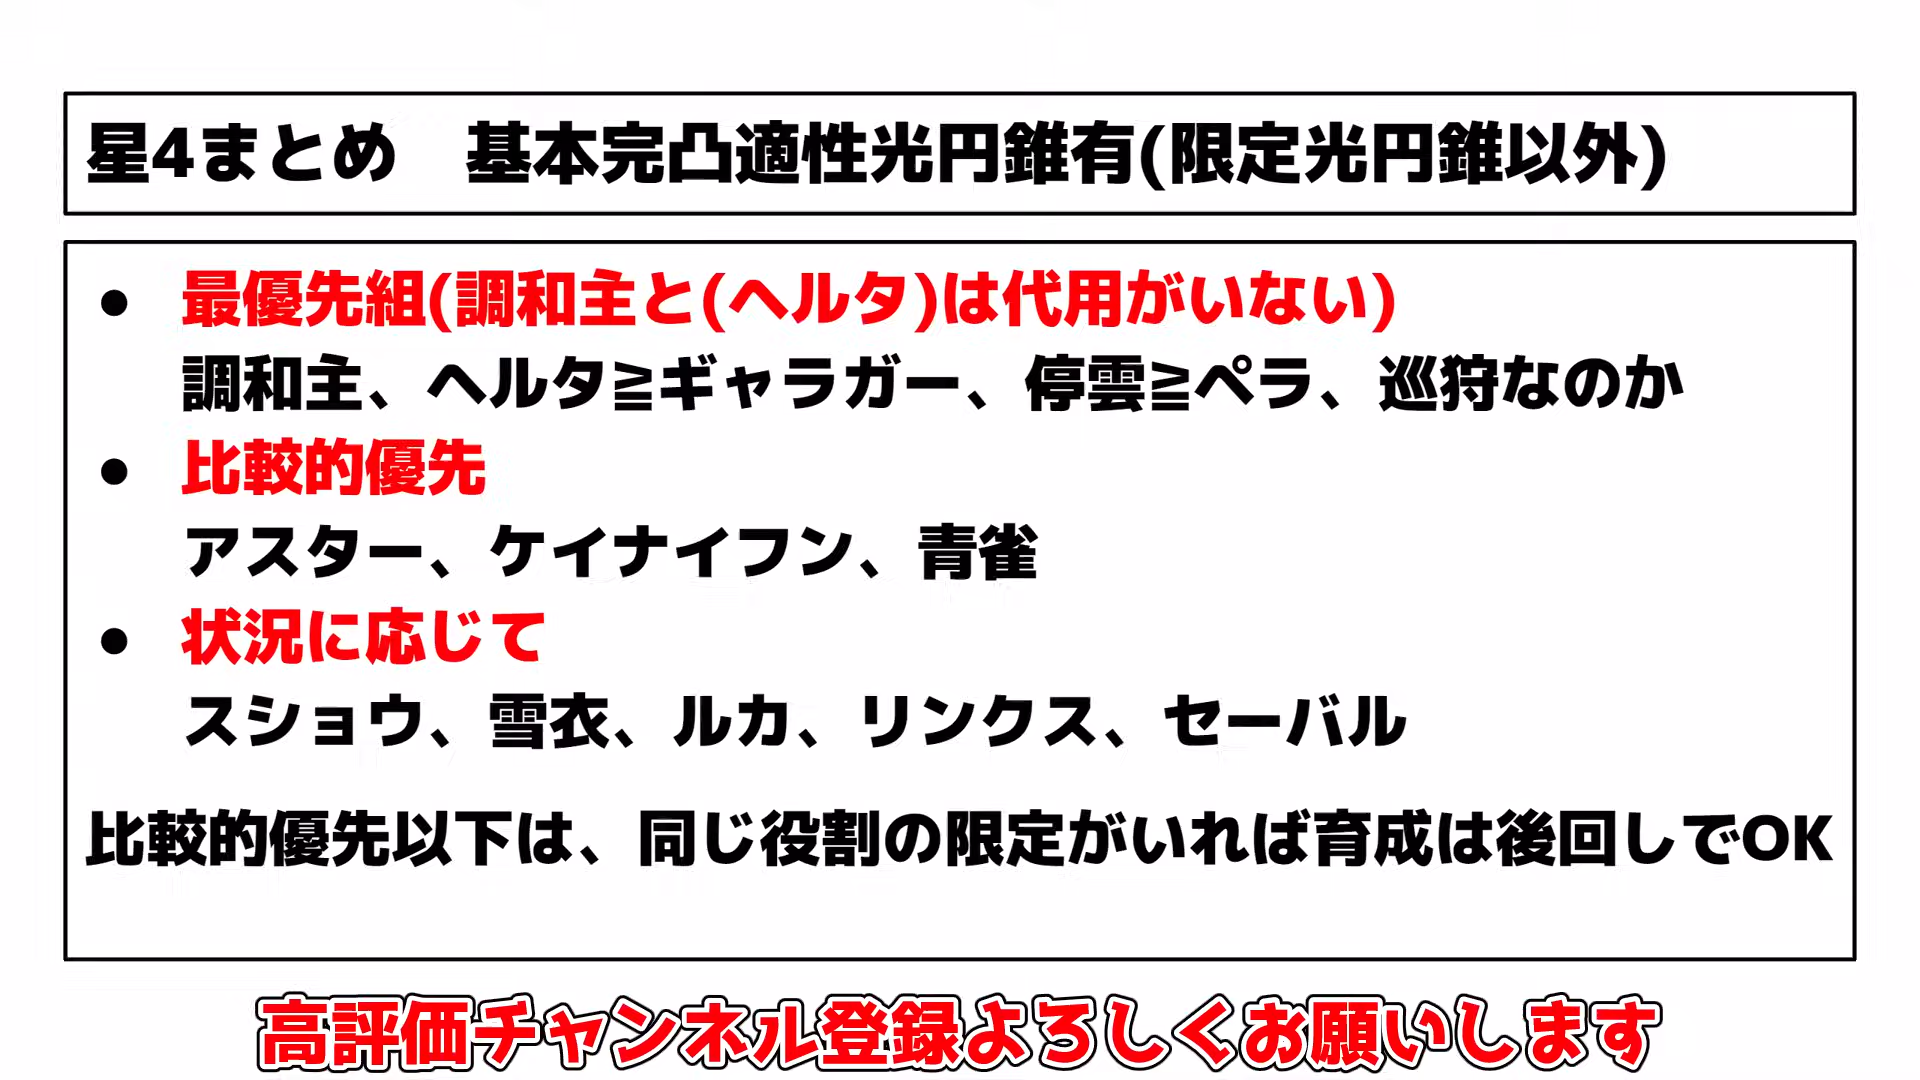 星4まとめ　基本完凸適性光円錐有(限定光円錐以外)
● 最優先組(調和主と(ヘルタ)は代用がいない)
調和主、ヘルタ≧ギャラガー、停雲≧ペラ、巡狩なのか
● 比較的優先
アスター、ケイナイフン、青雀
● 状況に応じて
スショウ、雪衣、ルカ、リンクス、セーバル
比較的優先以下は、同じ役割の限定がいれば育成は後回しでOK
高評価チャンネル登録よろしくお願いします